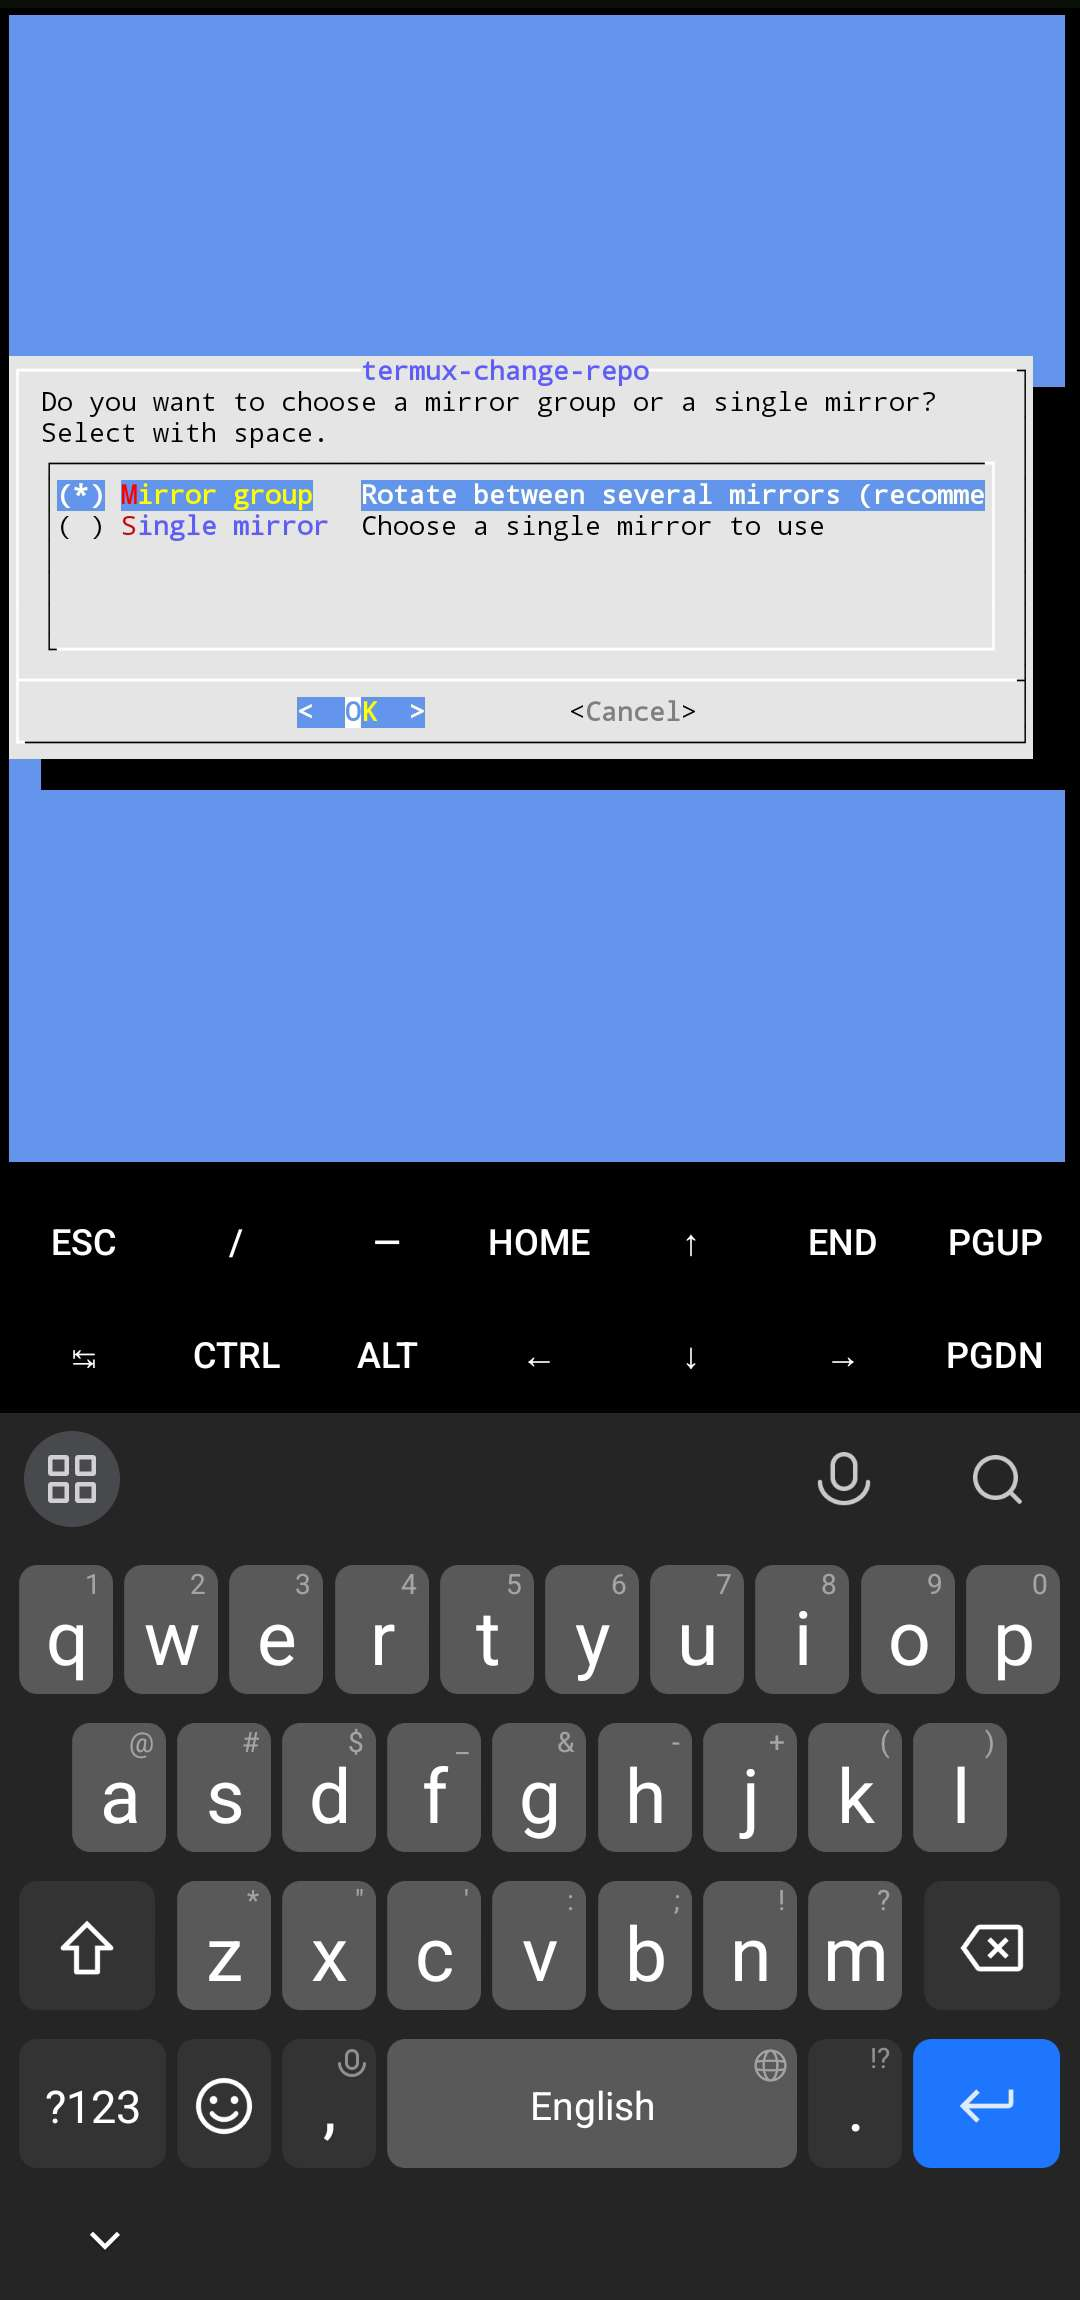 termux-change-repo
Do you want to choose a mirror group or a single mirror?
Select with space.
(*) Mirror group   Rotate between several mirrors (recomme
( ) Single mirror  Choose a single mirror to use
<  OK  >         <Cancel>
ESC / — HOME ↑ END PGUP
↹ CTRL ALT ← ↓ → PGDN
1 2 3 4 5 6 7 8 9 0
q w e r t y u i o p
@ # $ _ & - + ( )
a s d f g h j k l
* " ' : ; ! ?
z x c v b n m
!?
?123 , English .